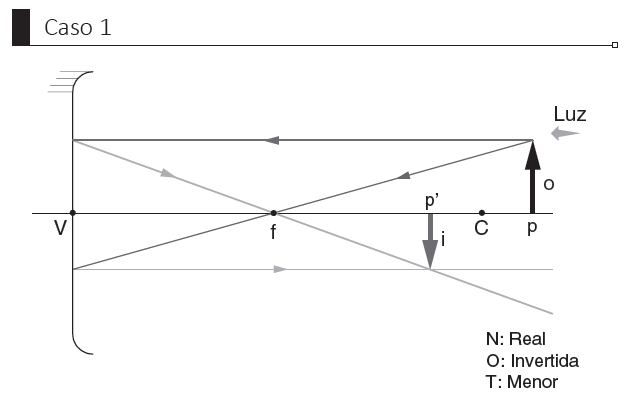 Caso 1
Luz
o
p'
V
f
i
C
p
N: Real
O: Invertida
T: Menor